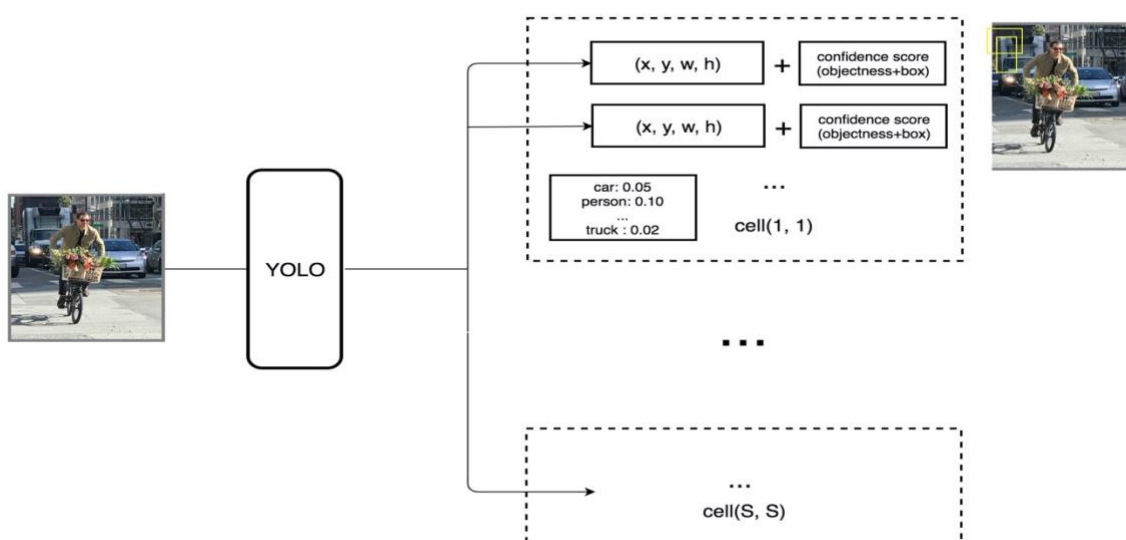 YOLO
(x, y, w, h)
+
confidence score
(objectness+box)
(x, y, w, h)
+
confidence score
(objectness+box)
car: 0.05
person: 0.10
...
truck : 0.02
...
cell(1, 1)
...
...
cell(S, S)